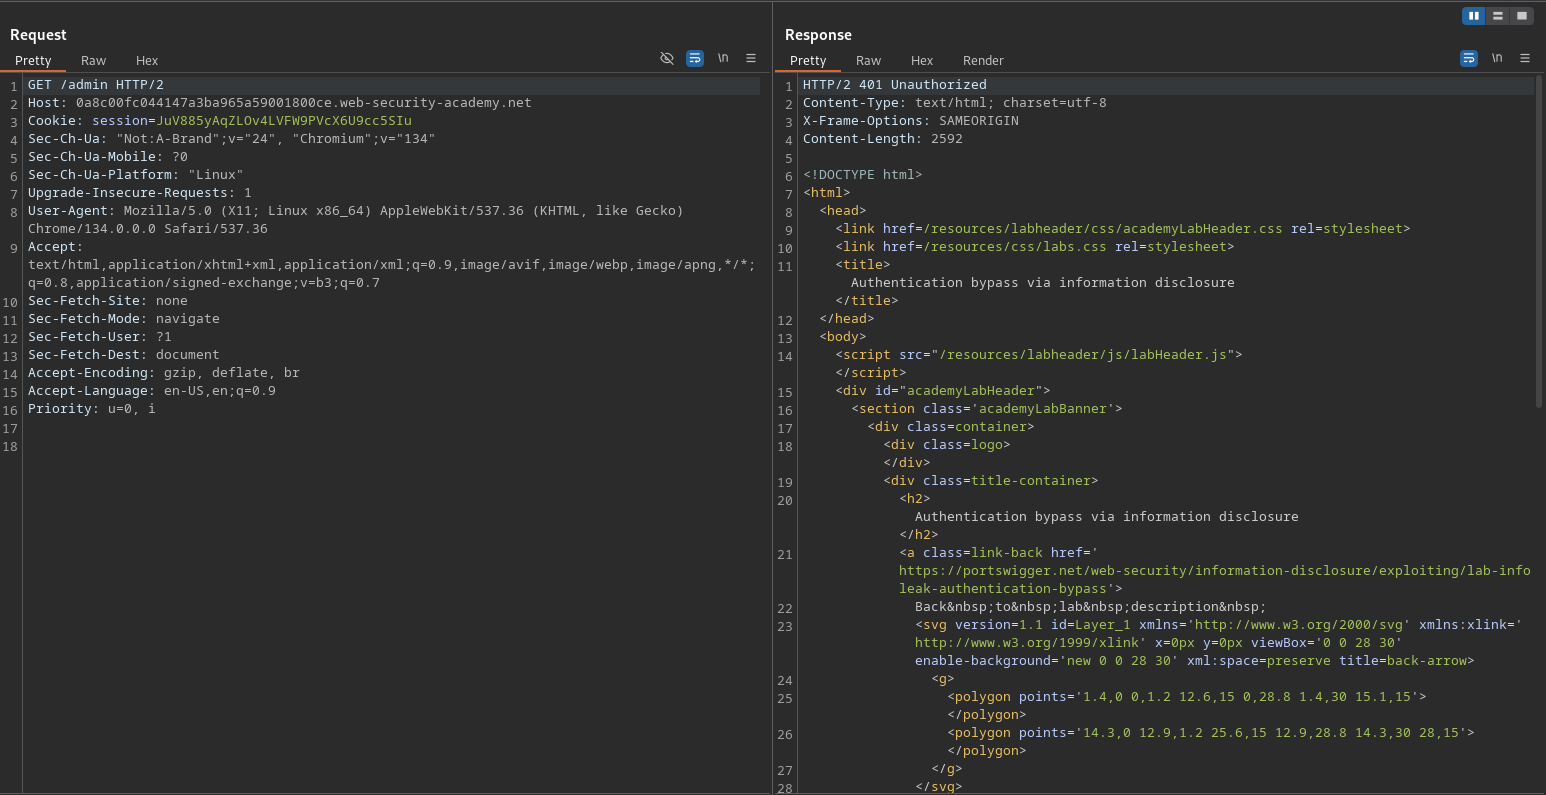 Request
Pretty Raw Hex
\n
1 GET /admin HTTP/2
2 Host: 0a8c00fc044147a3ba965a59001800ce.web-security-academy.net
3 Cookie: session=JuV885yAqZLOv4LVFW9PVcX6U9cc5SIu
4 Sec-Ch-Ua: "Not:A-Brand";v="24", "Chromium";v="134"
5 Sec-Ch-Ua-Mobile: ?0
6 Sec-Ch-Ua-Platform: "Linux"
7 Upgrade-Insecure-Requests: 1
8 User-Agent: Mozilla/5.0 (X11; Linux x86_64) AppleWebKit/537.36 (KHTML, like Gecko)
Chrome/134.0.0.0 Safari/537.36
9 Accept:
text/html,application/xhtml+xml,application/xml;q=0.9,image/avif,image/webp,image/apng,*/*;
q=0.8,application/signed-exchange;v=b3;q=0.7
10 Sec-Fetch-Site: none
11 Sec-Fetch-Mode: navigate
12 Sec-Fetch-User: ?1
13 Sec-Fetch-Dest: document
14 Accept-Encoding: gzip, deflate, br
15 Accept-Language: en-US,en;q=0.9
16 Priority: u=0, i
17
18
Response
Pretty Raw Hex Render
\n
1 HTTP/2 401 Unauthorized
2 Content-Type: text/html; charset=utf-8
3 X-Frame-Options: SAMEORIGIN
4 Content-Length: 2592
5
6 <!DOCTYPE html>
7 <html>
8 <head>
9 <link href=/resources/labheader/css/academyLabHeader.css rel=stylesheet>
10 <link href=/resources/css/labs.css rel=stylesheet>
11 <title>
Authentication bypass via information disclosure
</title>
12 </head>
13 <body>
14 <script src="/resources/labheader/js/labHeader.js">
</script>
15 <div id="academyLabHeader">
16 <section class='academyLabBanner'>
17 <div class=container>
18 <div class=logo>
</div>
19 <div class=title-container>
20 <h2>
Authentication bypass via information disclosure
</h2>
21 <a class=link-back href='
https://portswigger.net/web-security/information-disclosure/exploiting/lab-info
leak-authentication-bypass'>
22 Back&nbsp;to&nbsp;lab&nbsp;description&nbsp;
23 <svg version=1.1 id=Layer_1 xmlns='http://www.w3.org/2000/svg' xmlns:xlink='
http://www.w3.org/1999/xlink' x=0px y=0px viewBox='0 0 28 30'
enable-background='new 0 0 28 30' xml:space=preserve title=back-arrow>
24 <g>
25 <polygon points='1.4,0 0,1.2 12.6,15 0,28.8 1.4,30 15.1,15'>
</polygon>
26 <polygon points='14.3,0 12.9,1.2 25.6,15 12.9,28.8 14.3,30 28,15'>
</polygon>
27 </g>
28 </svg>